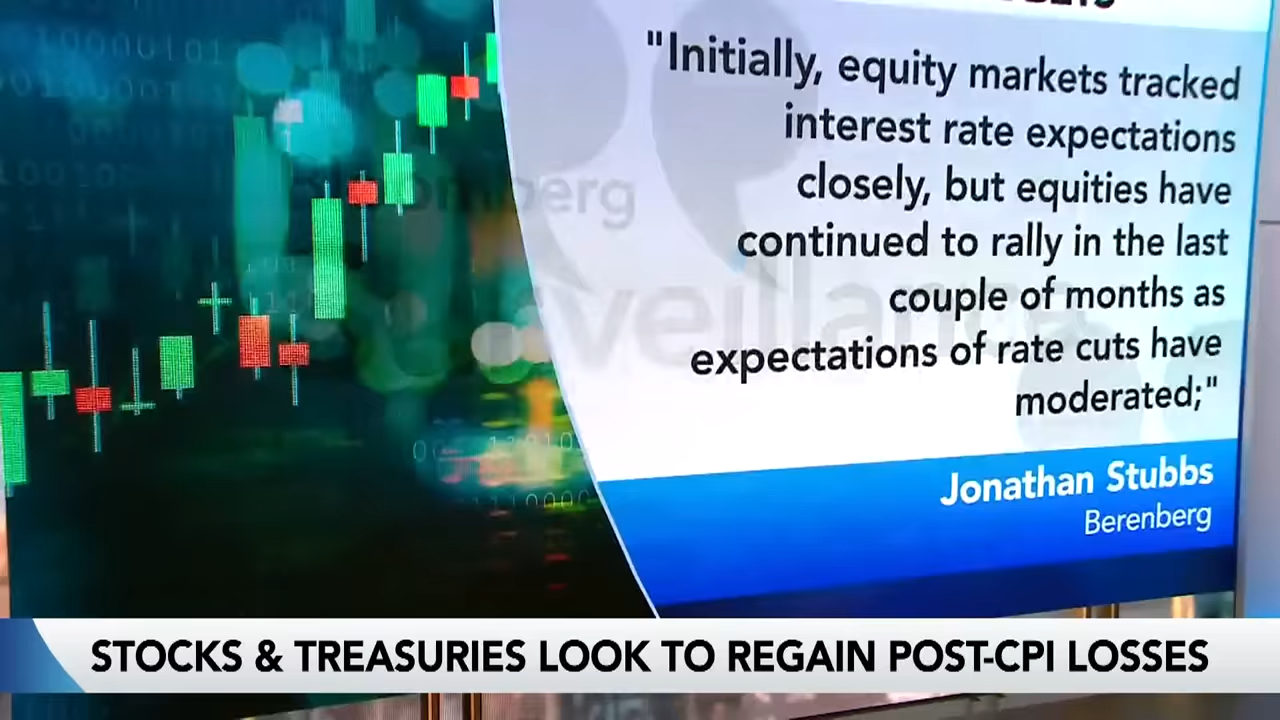 "Initially, equity markets tracked
interest rate expectations
closely, but equities have
continued to rally in the last
couple of months as
expectations of rate cuts have
moderated;"
Jonathan Stubbs
Berenberg
STOCKS & TREASURIES LOOK TO REGAIN POST-CPI LOSSES